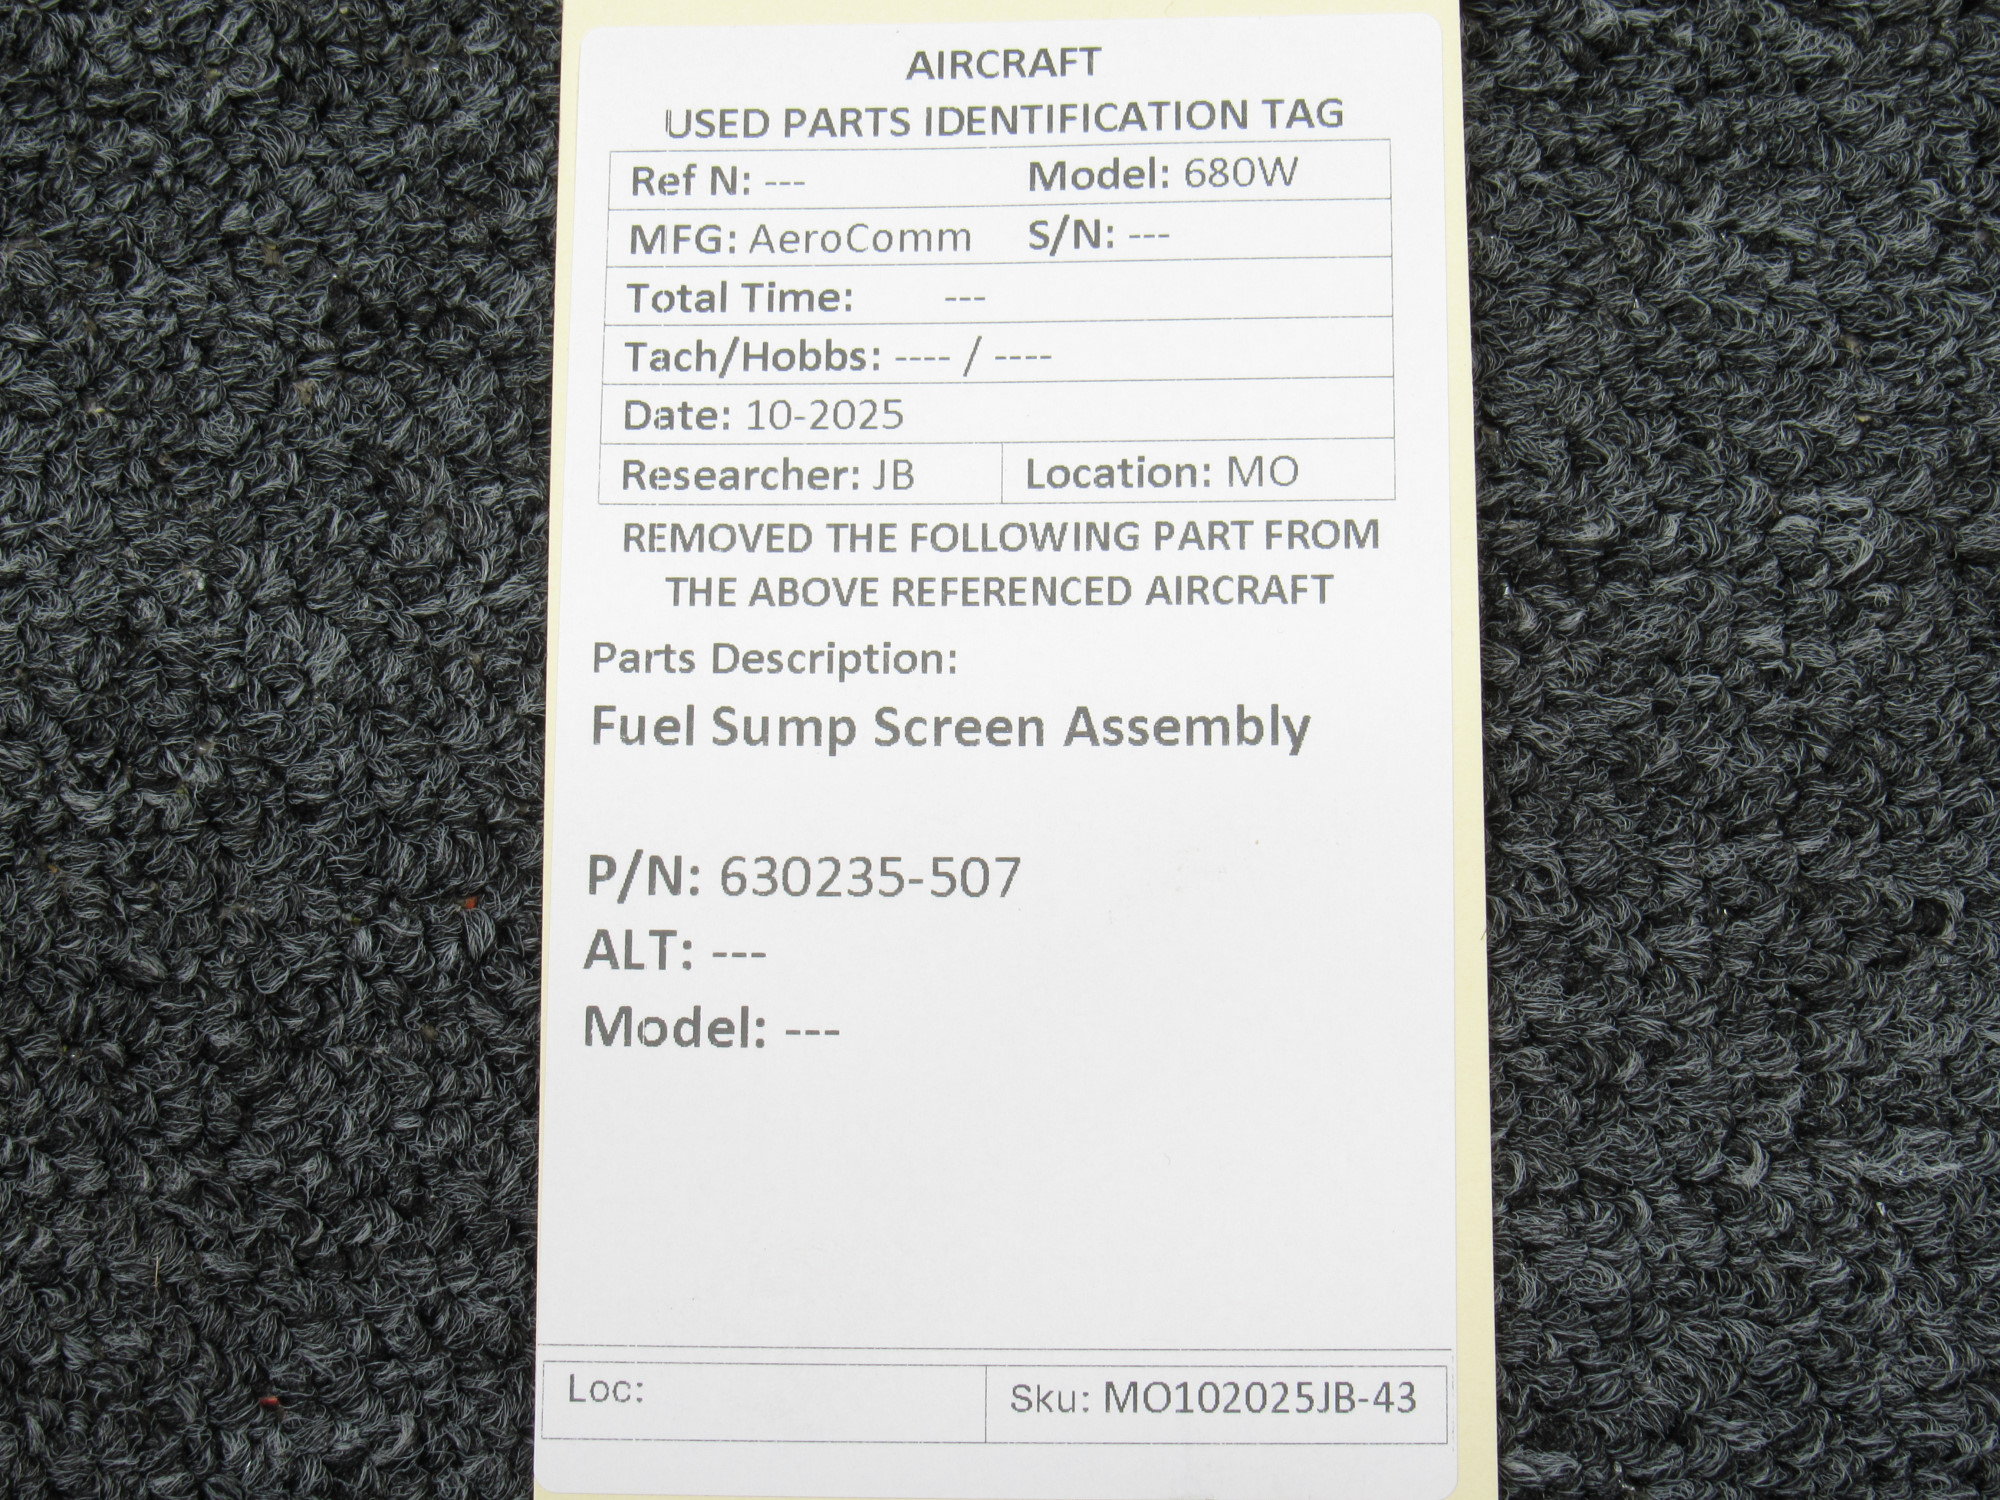 AIRCRAFT
USED PARTS IDENTIFICATION TAG
Ref N: --- Model: 680W
MFG: AeroComm S/N: ---
Total Time: ---
Tach/Hobbs: ---- / ----
Date: 10-2025
Researcher: JB Location: MO
REMOVED THE FOLLOWING PART FROM
THE ABOVE REFERENCED AIRCRAFT
Parts Description:
Fuel Sump Screen Assembly
P/N: 630235-507
ALT: ---
Model: ---
Loc: Sku: MO102025JB-43